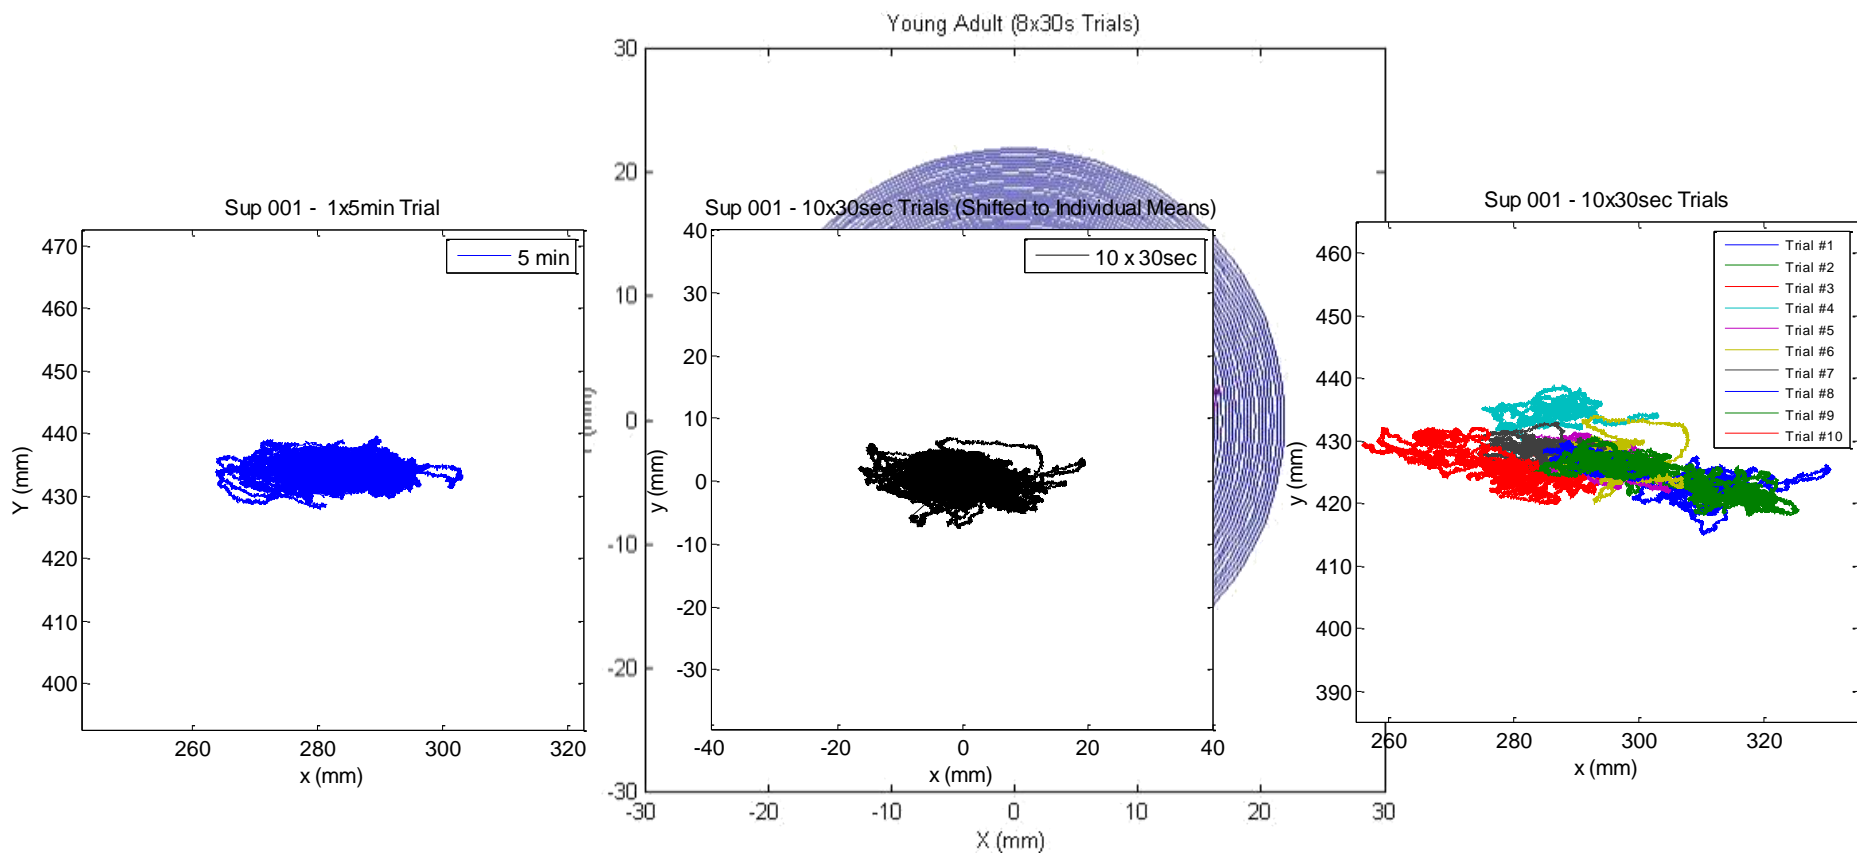 Young Adult (8x30s Trials)
30
20
10
0
-10
-20
-30
-30
-20
-10
0
10
20
30
X (mm)
(mm)
Sup 001 - 1x5min Trial
5 min
470
460
450
440
430
420
410
400
Y (mm)
260
280
300
320
x (mm)
Sup 001 - 10x30sec Trials (Shifted to Individual Means)
10 x 30sec
40
30
20
10
0
-10
-20
-30
y (mm)
-40
-20
0
20
40
x (mm)
Sup 001 - 10x30sec Trials
Trial #1
Trial #2
Trial #3
Trial #4
Trial #5
Trial #6
Trial #7
Trial #8
Trial #9
Trial #10
460
450
440
430
420
410
400
390
y (mm)
260
280
300
320
x (mm)